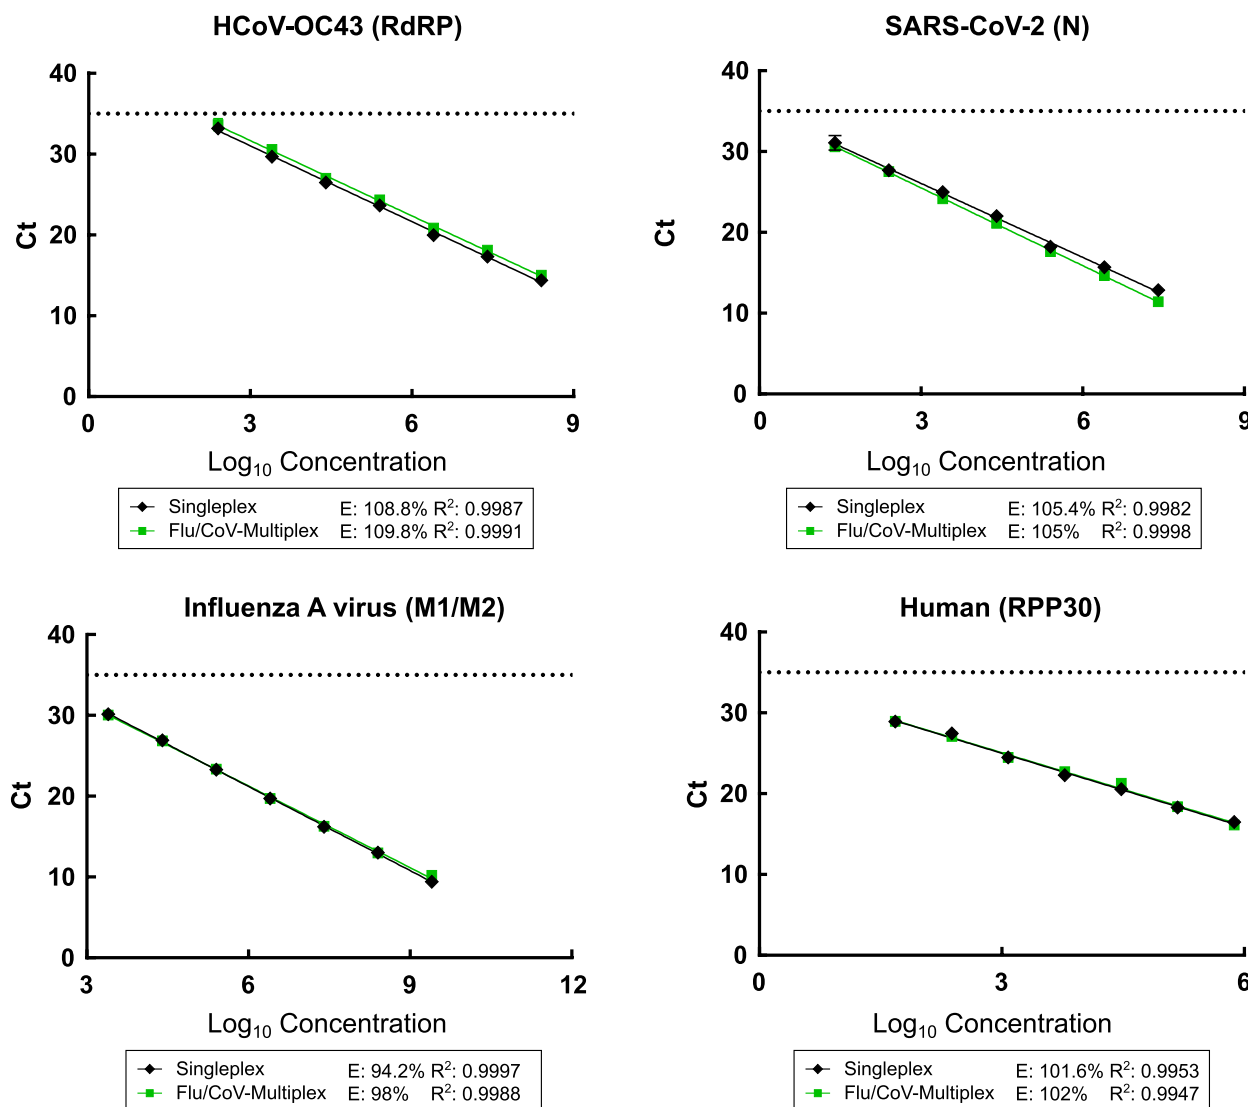 HCoV-OC43 (RdRP)
40
30
20
10
0
Ct
0 3 6 9
Log₁₀ Concentration
Singleplex E: 108.8% R²: 0.9987
Flu/CoV-Multiplex E: 109.8% R²: 0.9991
SARS-CoV-2 (N)
40
30
20
10
0
Ct
0 3 6 9
Log₁₀ Concentration
Singleplex E: 105.4% R²: 0.9982
Flu/CoV-Multiplex E: 105% R²: 0.9998
Influenza A virus (M1/M2)
40
30
20
10
0
Ct
3 6 9 12
Log₁₀ Concentration
Singleplex E: 94.2% R²: 0.9997
Flu/CoV-Multiplex E: 98% R²: 0.9988
Human (RPP30)
40
30
20
10
0
Ct
0 3 6
Log₁₀ Concentration
Singleplex E: 101.6% R²: 0.9953
Flu/CoV-Multiplex E: 102% R²: 0.9947